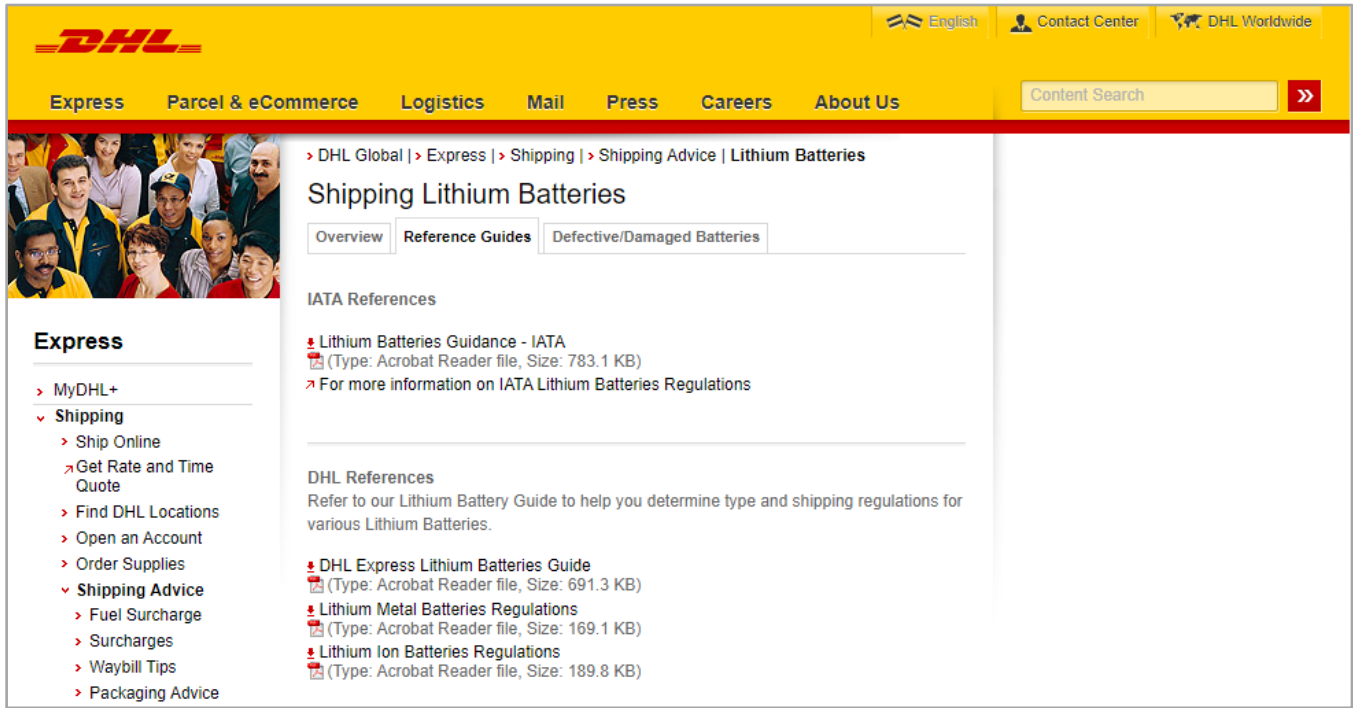 English
Contact Center
DHL Worldwide
DHL
Express
Parcel & eCommerce
Logistics
Mail
Press
Careers
About Us
Content Search
› DHL Global | › Express | › Shipping | › Shipping Advice | Lithium Batteries
Shipping Lithium Batteries
Overview
Reference Guides
Defective/Damaged Batteries
IATA References
Lithium Batteries Guidance - IATA
(Type: Acrobat Reader file, Size: 783.1 KB)
For more information on IATA Lithium Batteries Regulations
DHL References
Refer to our Lithium Battery Guide to help you determine type and shipping regulations for
various Lithium Batteries.
DHL Express Lithium Batteries Guide
(Type: Acrobat Reader file, Size: 691.3 KB)
Lithium Metal Batteries Regulations
(Type: Acrobat Reader file, Size: 169.1 KB)
Lithium Ion Batteries Regulations
(Type: Acrobat Reader file, Size: 189.8 KB)
Express
MyDHL+
Shipping
Ship Online
Get Rate and Time
Quote
Find DHL Locations
Open an Account
Order Supplies
Shipping Advice
Fuel Surcharge
Surcharges
Waybill Tips
Packaging Advice